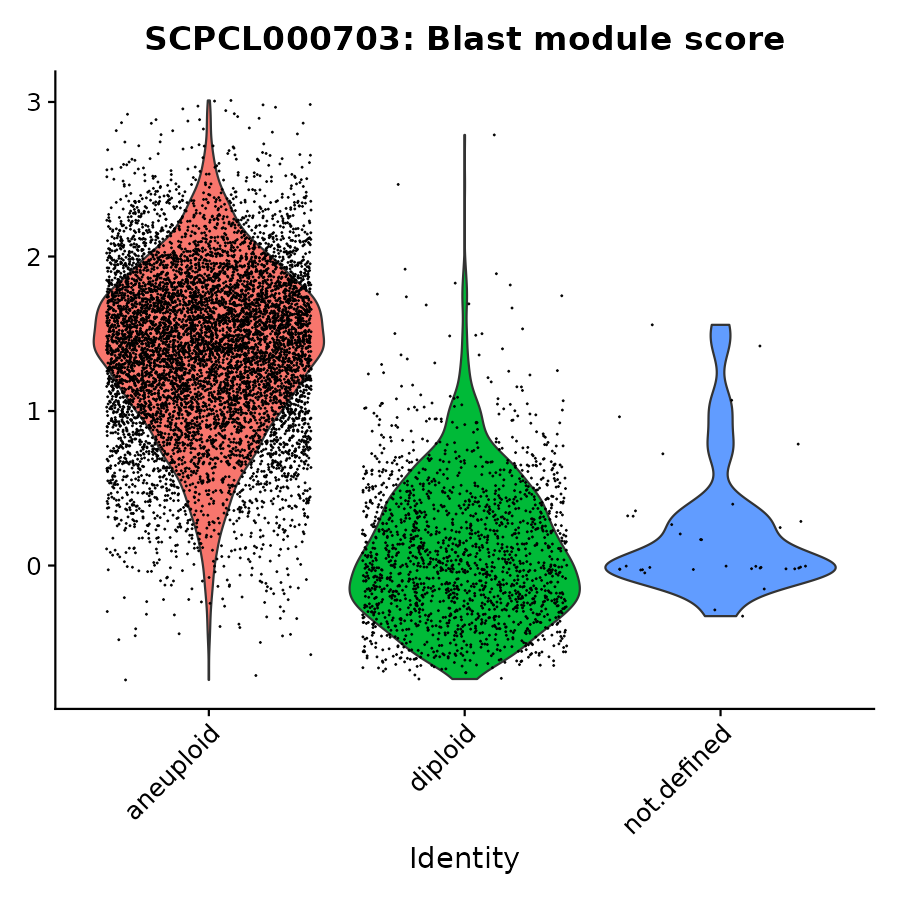 SCPCL000703: Blast module score
3
2
1
0
aneuploid
diploid
not.defined
Identity